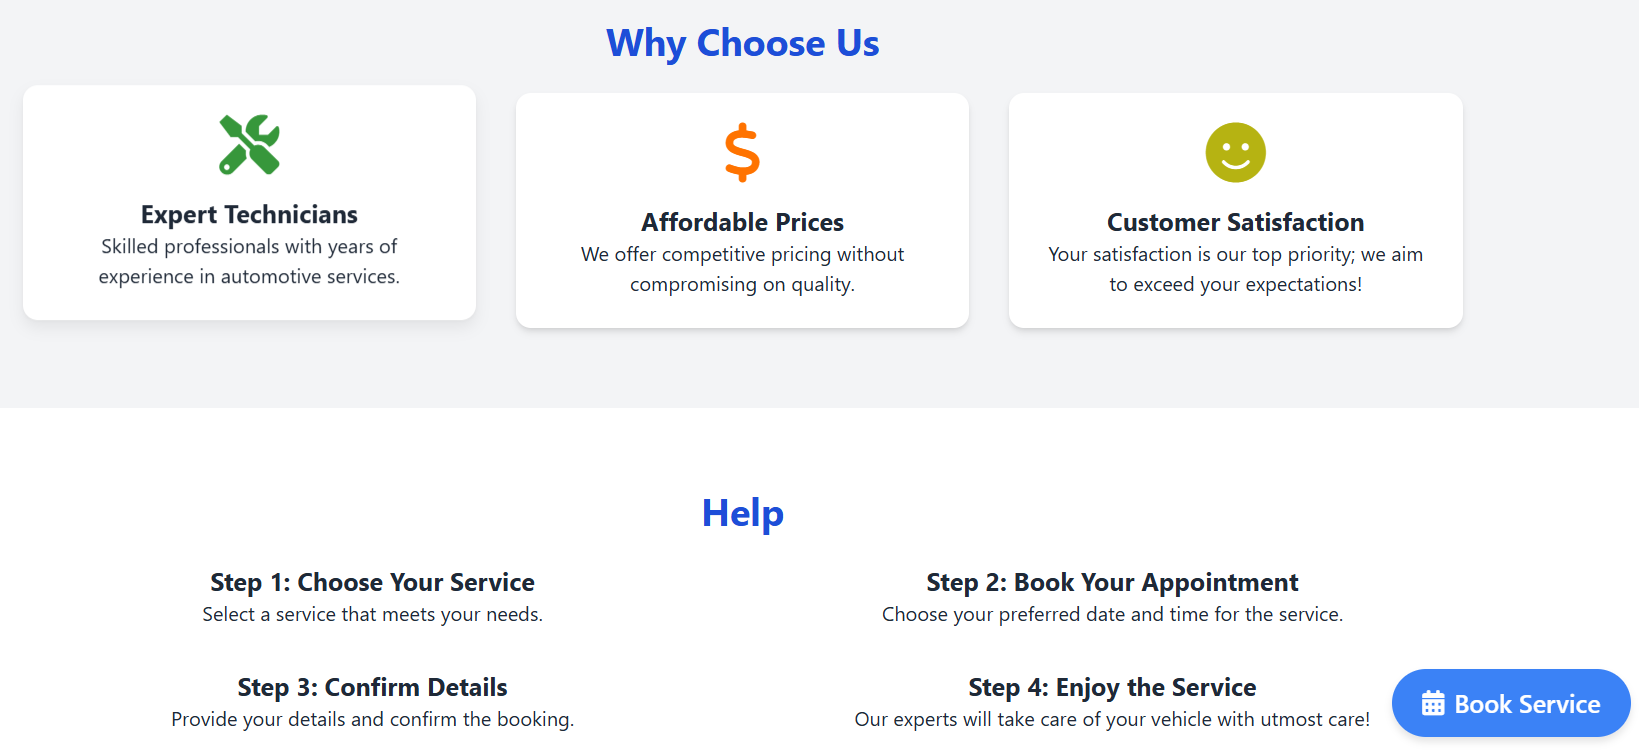 Why Choose Us
Expert Technicians
Skilled professionals with years of
experience in automotive services.
Affordable Prices
We offer competitive pricing without
compromising on quality.
Customer Satisfaction
Your satisfaction is our top priority; we aim
to exceed your expectations!
Help
Step 1: Choose Your Service
Select a service that meets your needs.
Step 2: Book Your Appointment
Choose your preferred date and time for the service.
Step 3: Confirm Details
Provide your details and confirm the booking.
Step 4: Enjoy the Service
Our experts will take care of your vehicle with utmost care!
Book Service